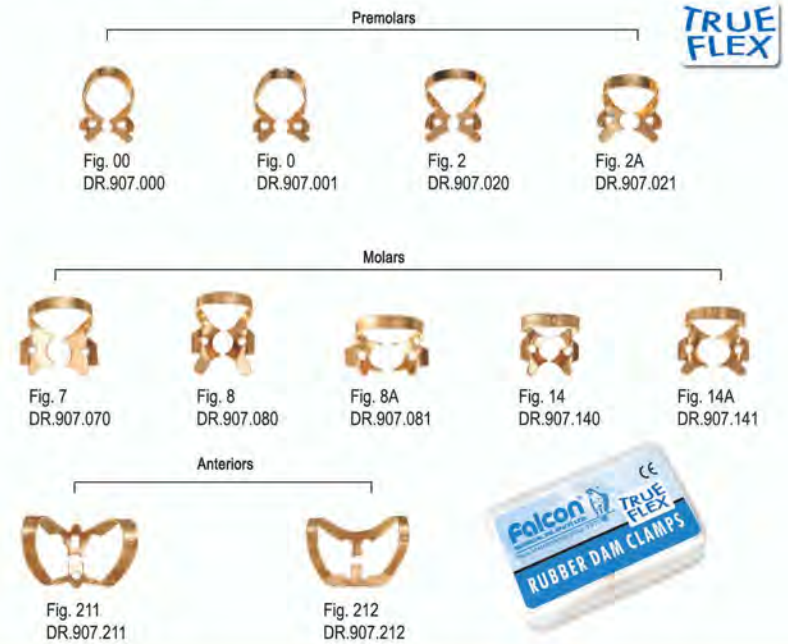 Premolars
TRUE
FLEX
Fig. 00
DR.907.000
Fig. 0
DR.907.001
Fig. 2
DR.907.020
Fig. 2A
DR.907.021
Molars
Fig. 7
DR.907.070
Fig. 8
DR.907.080
Fig. 8A
DR.907.081
Fig. 14
DR.907.140
Fig. 14A
DR.907.141
Anteriors
Fig. 211
DR.907.211
Fig. 212
DR.907.212
CE
Falcon
TRUE
FLEX
RUBBER DAM CLAMPS